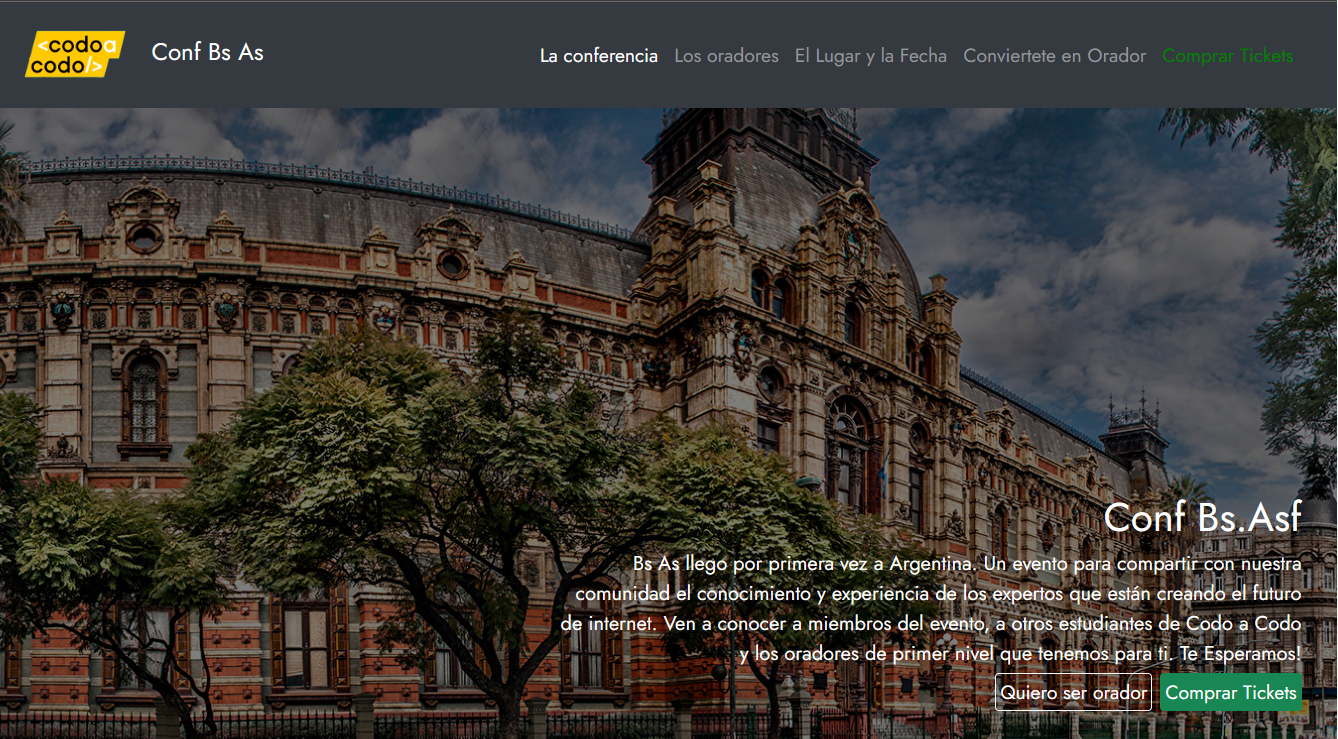 <codo a
codo/>
Conf Bs As
La conferencia
Los oradores
El Lugar y la Fecha
Conviertete en Orador
Comprar Tickets
Conf Bs.Asf
Bs As llego por primera vez a Argentina. Un evento para compartir con nuestra
comunidad el conocimiento y experiencia de los expertos que están creando el futuro
de internet. Ven a conocer a miembros del evento, a otros estudiantes de Codo a Codo
y los oradores de primer nivel que tenemos para ti. Te Esperamos!
Quiero ser orador
Comprar Tickets